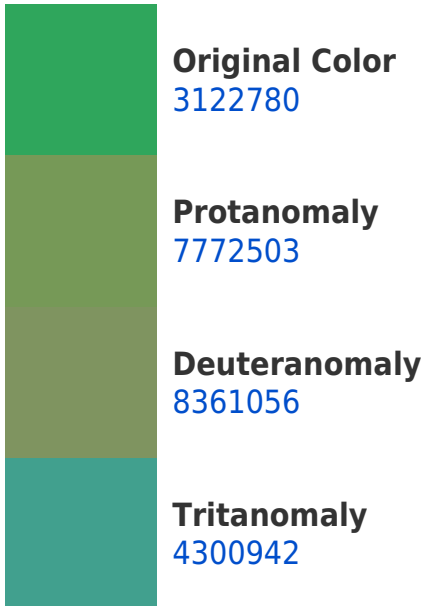 Original Color
3122780
Protanomaly
7772503
Deuteranomaly
8361056
Tritanomaly
4300942